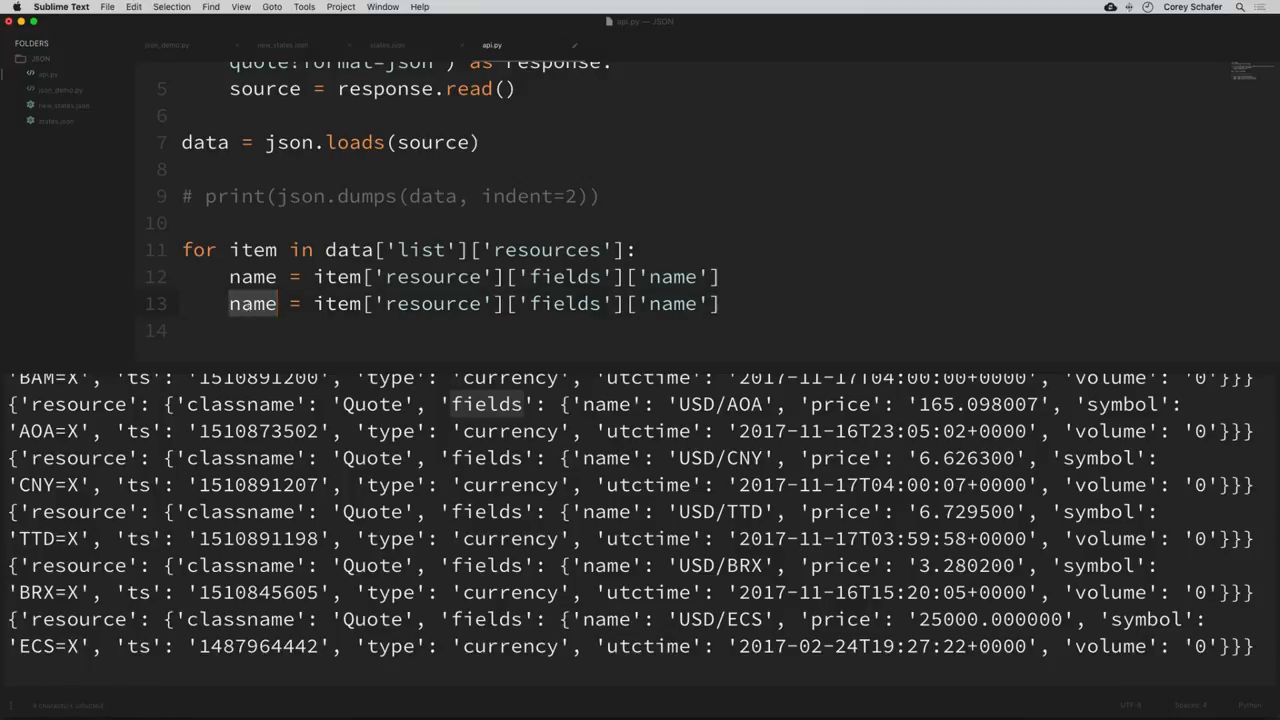 Sublime Text File Edit Selection Find View Goto Tools Project Window Help Corey Schafer
api.py — JSON
FOLDERS
json_demo.py new_states.json states.json api.py
JSON
api.py
json_demo.py
new_states.json
states.json
quote?format=json") as response:
5 source = response.read()
6
7 data = json.loads(source)
8
9 # print(json.dumps(data, indent=2))
10
11 for item in data['list']['resources']:
12 name = item['resource']['fields']['name']
13 name = item['resource']['fields']['name']
14
'BAM=X', 'ts': '1510891200', 'type': 'currency', 'utctime': '2017-11-17T04:00:00+0000', 'volume': '0'}}}
{'resource': {'classname': 'Quote', 'fields': {'name': 'USD/AOA', 'price': '165.098007', 'symbol':
'AOA=X', 'ts': '1510873502', 'type': 'currency', 'utctime': '2017-11-16T23:05:02+0000', 'volume': '0'}}}
{'resource': {'classname': 'Quote', 'fields': {'name': 'USD/CNY', 'price': '6.626300', 'symbol':
'CNY=X', 'ts': '1510891207', 'type': 'currency', 'utctime': '2017-11-17T04:00:07+0000', 'volume': '0'}}}
{'resource': {'classname': 'Quote', 'fields': {'name': 'USD/TTD', 'price': '6.729500', 'symbol':
'TTD=X', 'ts': '1510891198', 'type': 'currency', 'utctime': '2017-11-17T03:59:58+0000', 'volume': '0'}}}
{'resource': {'classname': 'Quote', 'fields': {'name': 'USD/BRX', 'price': '3.280200', 'symbol':
'BRX=X', 'ts': '1510845605', 'type': 'currency', 'utctime': '2017-11-16T15:20:05+0000', 'volume': '0'}}}
{'resource': {'classname': 'Quote', 'fields': {'name': 'USD/ECS', 'price': '25000.000000', 'symbol':
'ECS=X', 'ts': '1487964442', 'type': 'currency', 'utctime': '2017-02-24T19:27:22+0000', 'volume': '0'}}}
UTF-8 Spaces: 4 Python